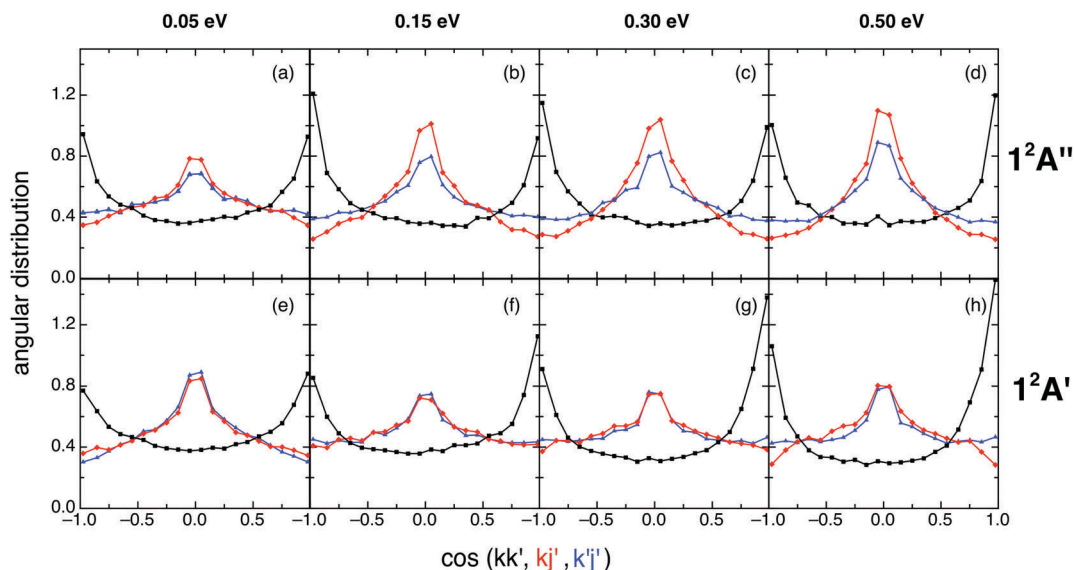 0.05 eV 0.15 eV 0.30 eV 0.50 eV
(a) (b) (c) (d)
1.2
0.8
0.4
0.0
1²A"
(e) (f) (g) (h)
1.2
0.8
0.4
0.0
1²A'
angular distribution
−1.0 −0.5 0.0 0.5 −1.0 −0.5 0.0 0.5 −1.0 −0.5 0.0 0.5 −1.0 −0.5 0.0 0.5 1.0
cos (kk', kj', k'j')